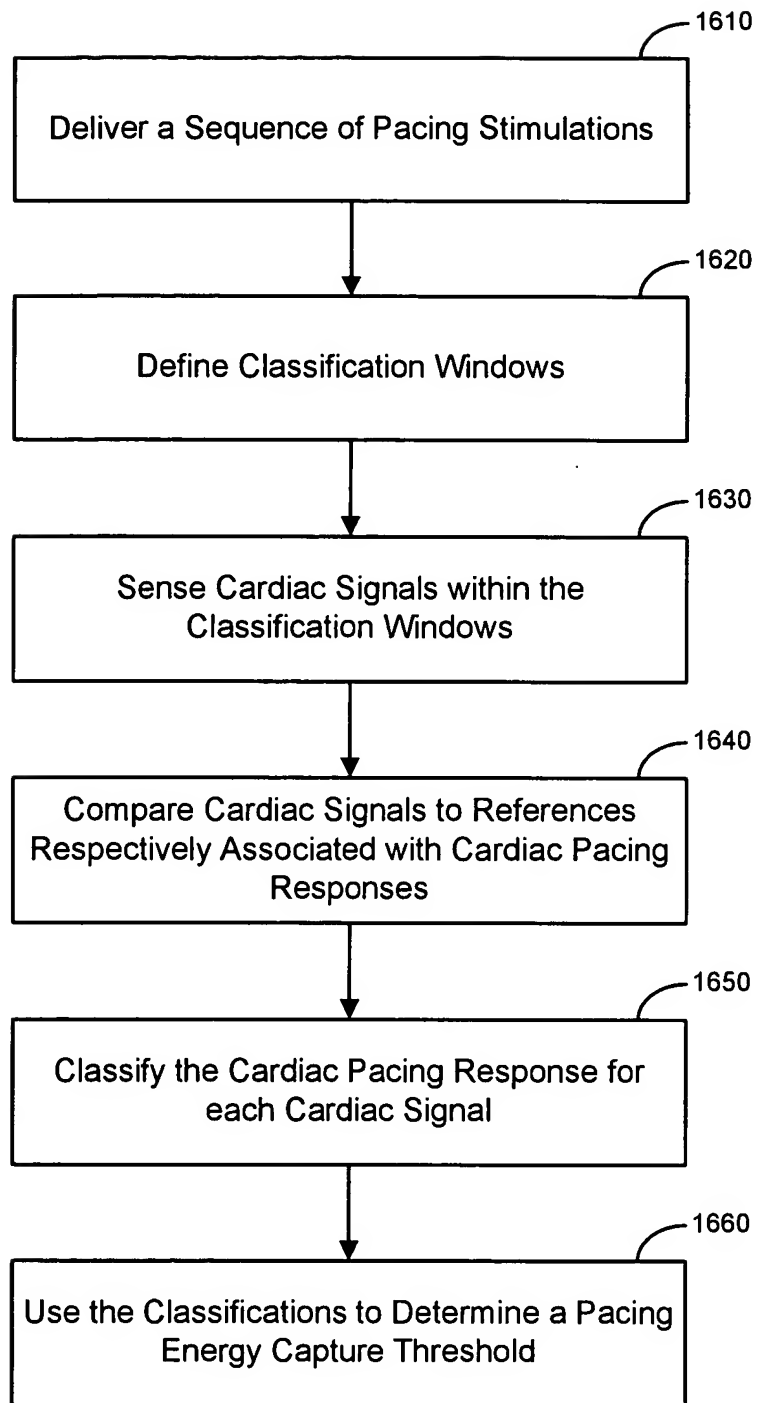 1610
Deliver a Sequence of Pacing Stimulations
1620
Define Classification Windows
1630
Sense Cardiac Signals within the
Classification Windows
1640
Compare Cardiac Signals to References
Respectively Associated with Cardiac Pacing
Responses
1650
Classify the Cardiac Pacing Response for
each Cardiac Signal
1660
Use the Classifications to Determine a Pacing
Energy Capture Threshold